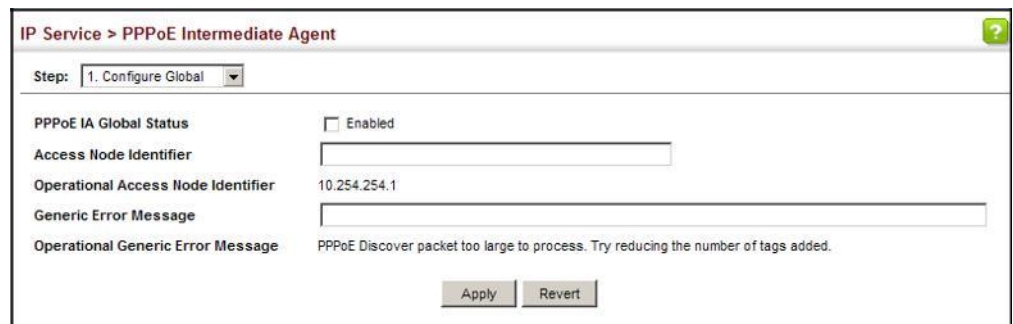 IP Service > PPPoE Intermediate Agent
?
Step: 1. Configure Global
PPPoE IA Global Status Enabled
Access Node Identifier
Operational Access Node Identifier 10.254.254.1
Generic Error Message
Operational Generic Error Message PPPoE Discover packet too large to process. Try reducing the number of tags added.
Apply Revert